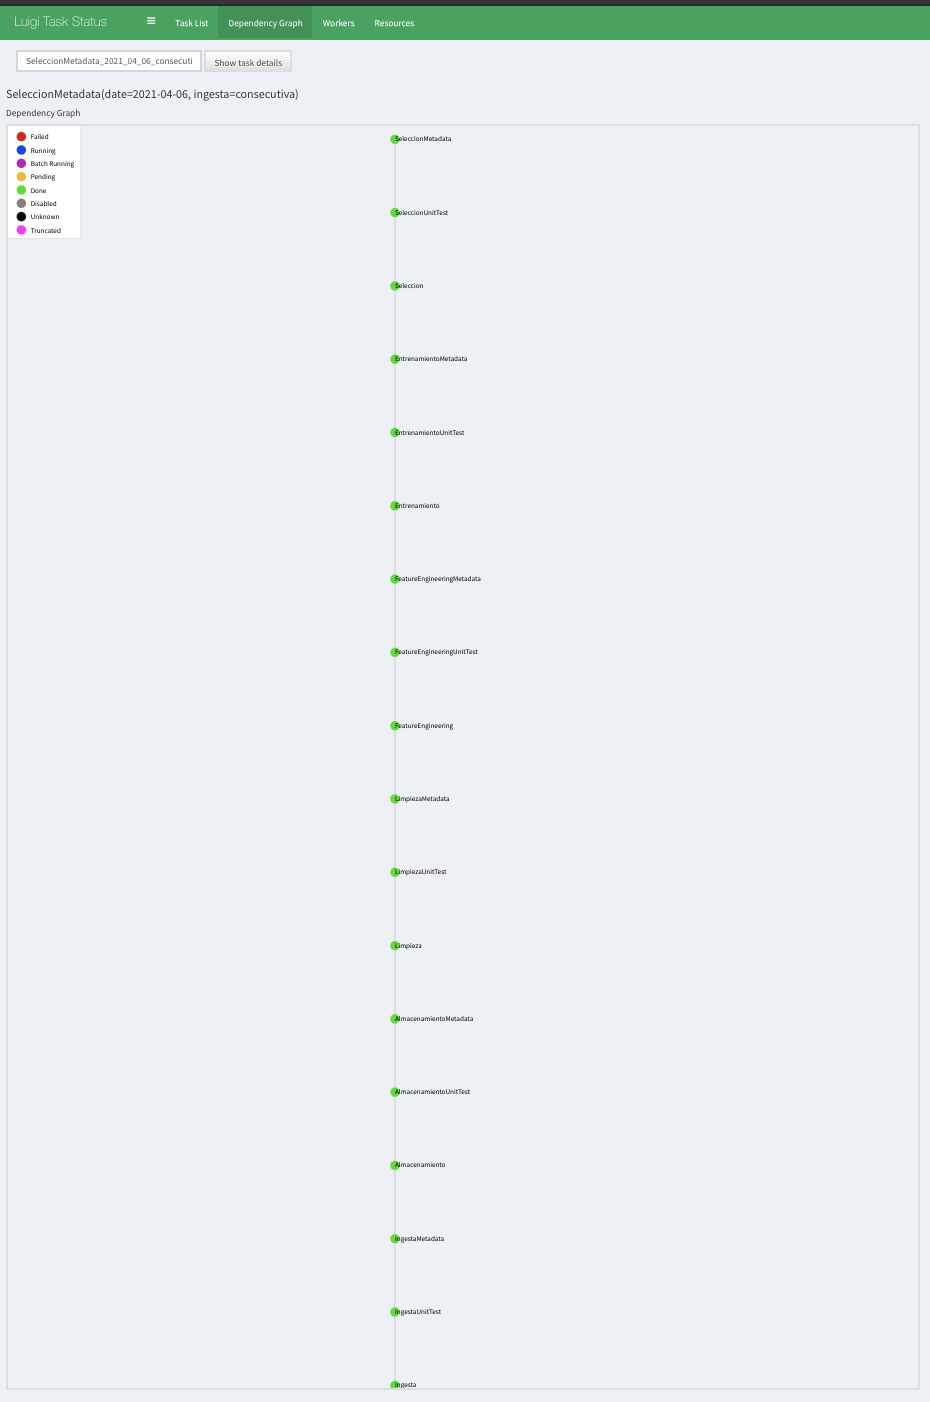 Luigi Task Status
Task List
Dependency Graph
Workers
Resources
SeleccionMetadata_2021_04_06_consecuti
Show task details
SeleccionMetadata(date=2021-04-06, ingesta=consecutiva)
Dependency Graph
Failed
Running
Batch Running
Pending
Done
Disabled
Unknown
Truncated
SeleccionMetadata
SeleccionUnitTest
Seleccion
EntrenamientoMetadata
EntrenamientoUnitTest
Entrenamiento
FeatureEngineeringMetadata
FeatureEngineeringUnitTest
FeatureEngineering
LimpiezaMetadata
LimpiezaUnitTest
Limpieza
AlmacenamientoMetadata
AlmacenamientoUnitTest
Almacenamiento
IngestaMetadata
IngestaUnitTest
Ingesta